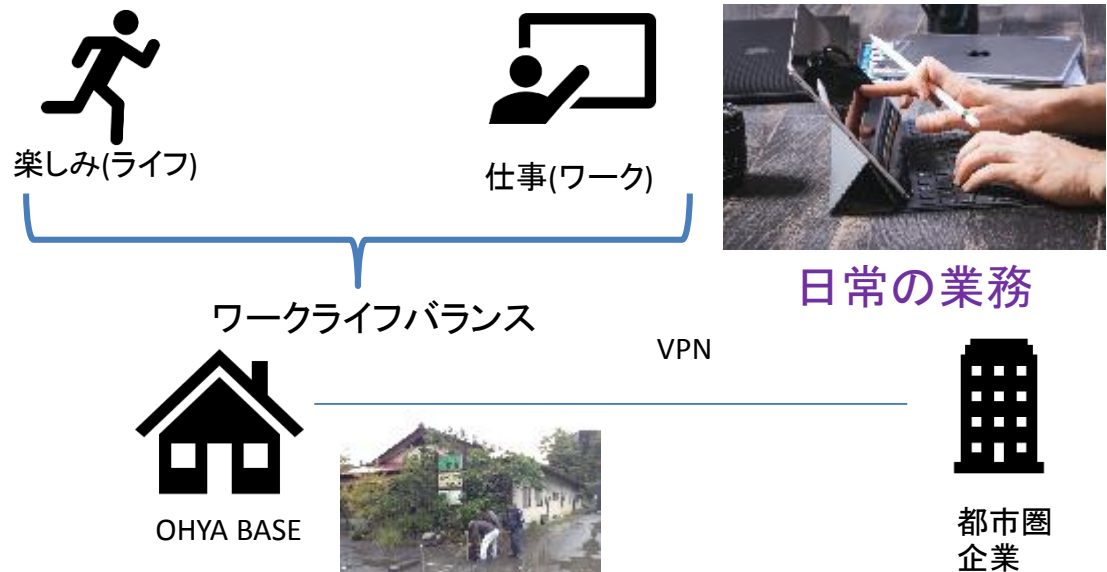 楽しみ(ライフ)
仕事(ワーク)
日常の業務
ワークライフバランス
VPN
OHYA BASE
都市圏
企業